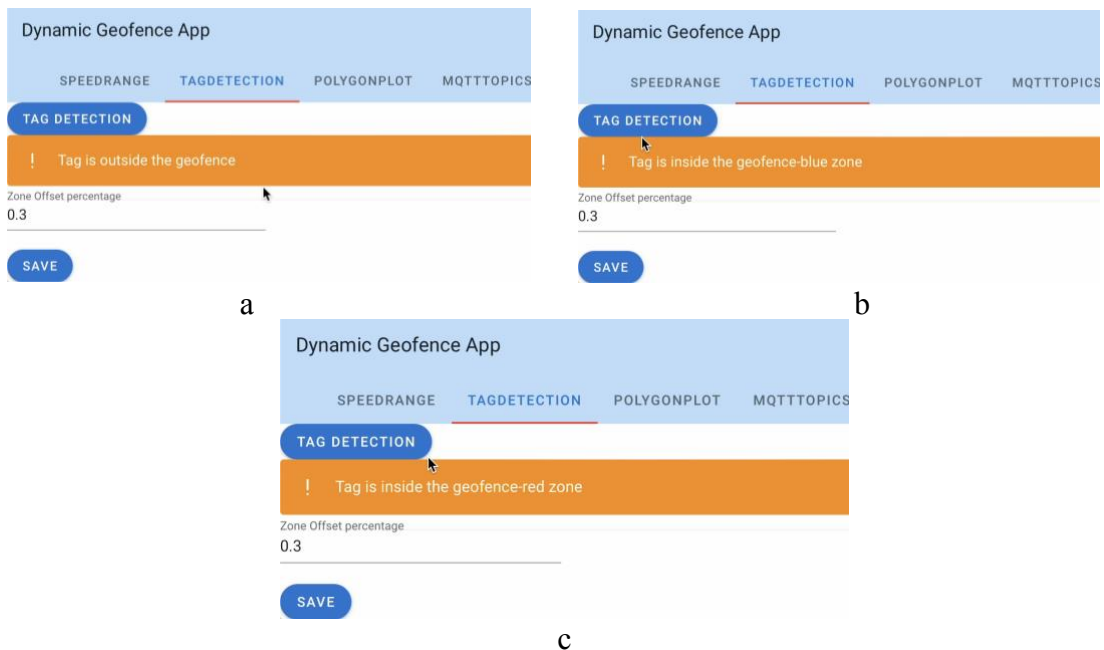 Dynamic Geofence App
SPEEDRANGE TAGDETECTION POLYGONPLOT MQTTTOPICS
TAG DETECTION
! Tag is outside the geofence
Zone Offset percentage
0.3
SAVE
a
Dynamic Geofence App
SPEEDRANGE TAGDETECTION POLYGONPLOT MQTTTOPICS
TAG DETECTION
! Tag is inside the geofence-blue zone
Zone Offset percentage
0.3
SAVE
b
Dynamic Geofence App
SPEEDRANGE TAGDETECTION POLYGONPLOT MQTTTOPICS
TAG DETECTION
! Tag is inside the geofence-red zone
Zone Offset percentage
0.3
SAVE
c